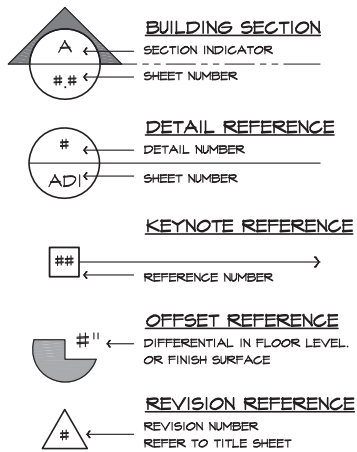 BUILDING SECTION
A
SECTION INDICATOR
#.#
SHEET NUMBER
DETAIL REFERENCE
#
DETAIL NUMBER
AD1
SHEET NUMBER
KEYNOTE REFERENCE
##
REFERENCE NUMBER
OFFSET REFERENCE
#"
DIFFERENTIAL IN FLOOR LEVEL.
OR FINISH SURFACE
REVISION REFERENCE
REVISION NUMBER
#
REFER TO TITLE SHEET